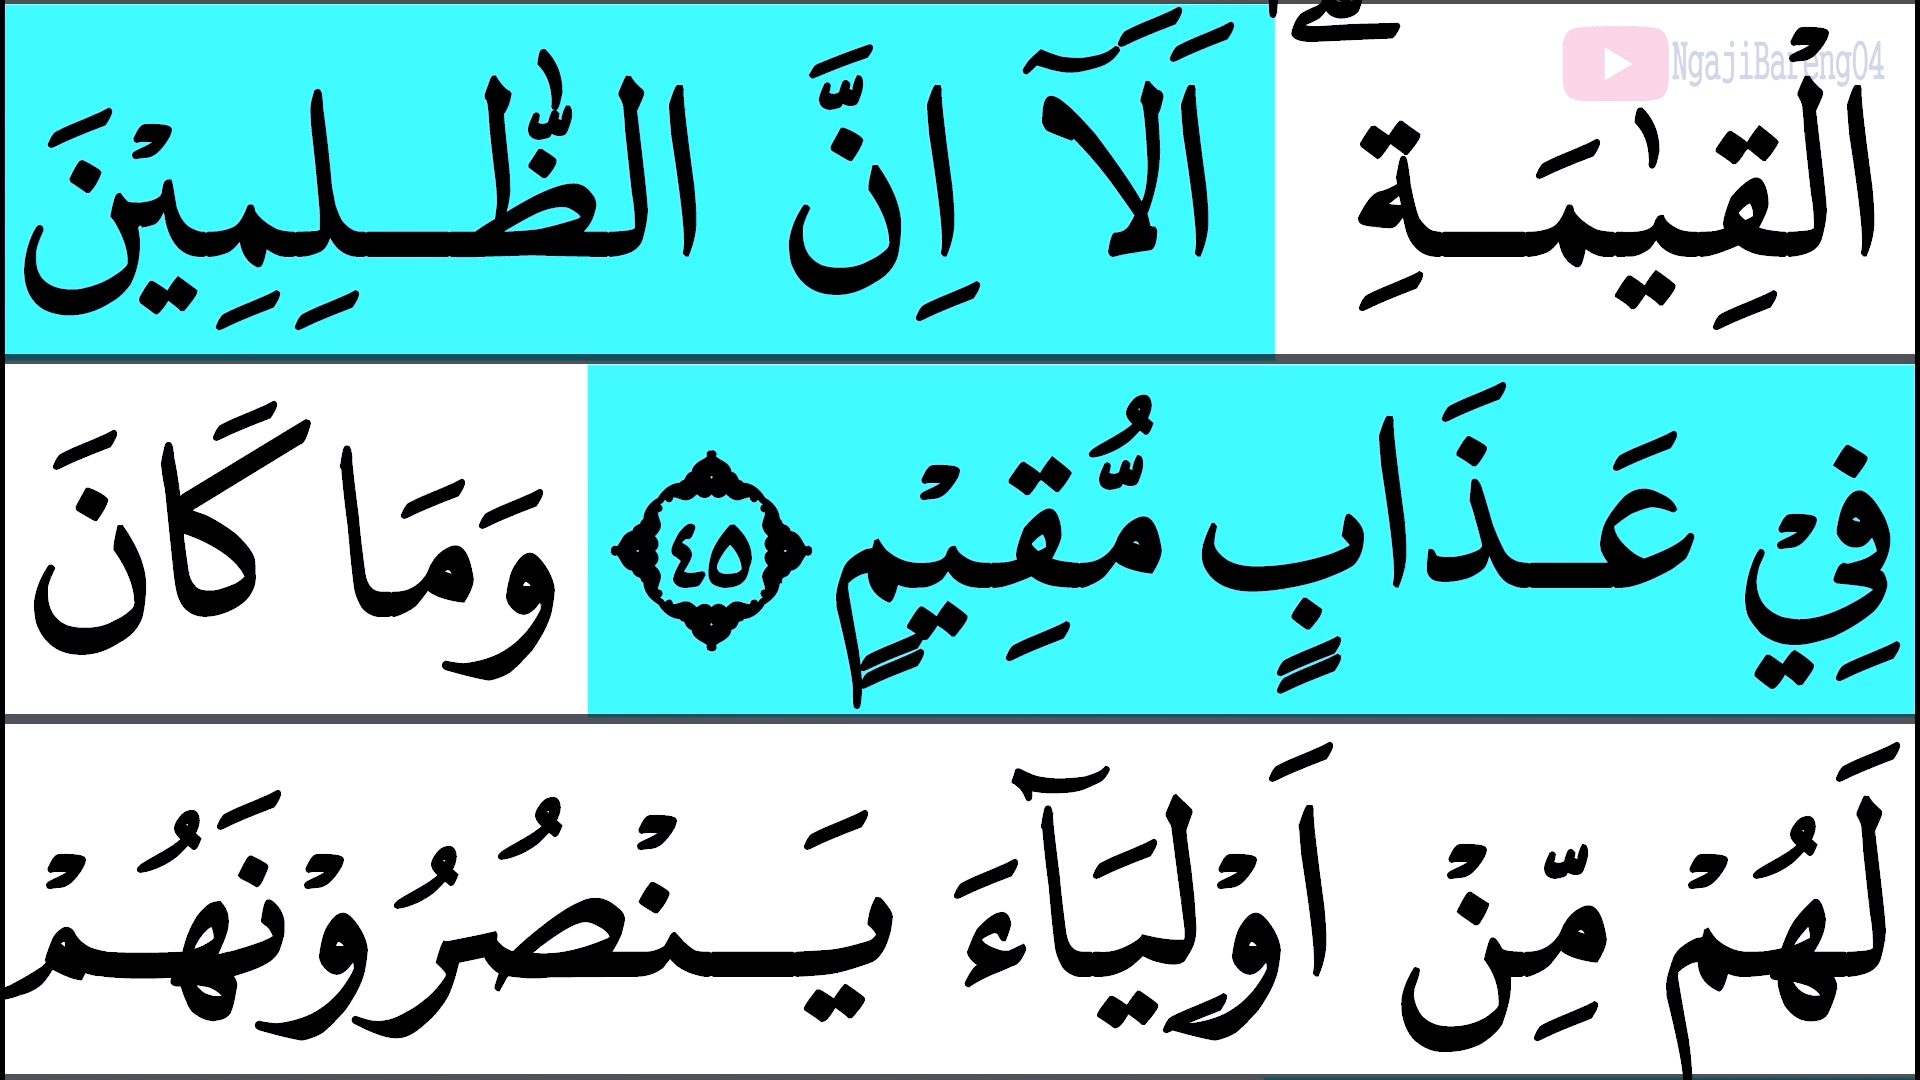 NgajiBareng04
الْقِيٰمَةِ ۗ اَلَآ اِنَّ الظّٰلِمِيْنَ
فِيْ عَذَابٍ مُّقِيْمٍ ٤٥ وَمَا كَانَ
لَهُمْ مِّنْ اَوْلِيَآءَ يَنْصُرُوْنَهُمْ